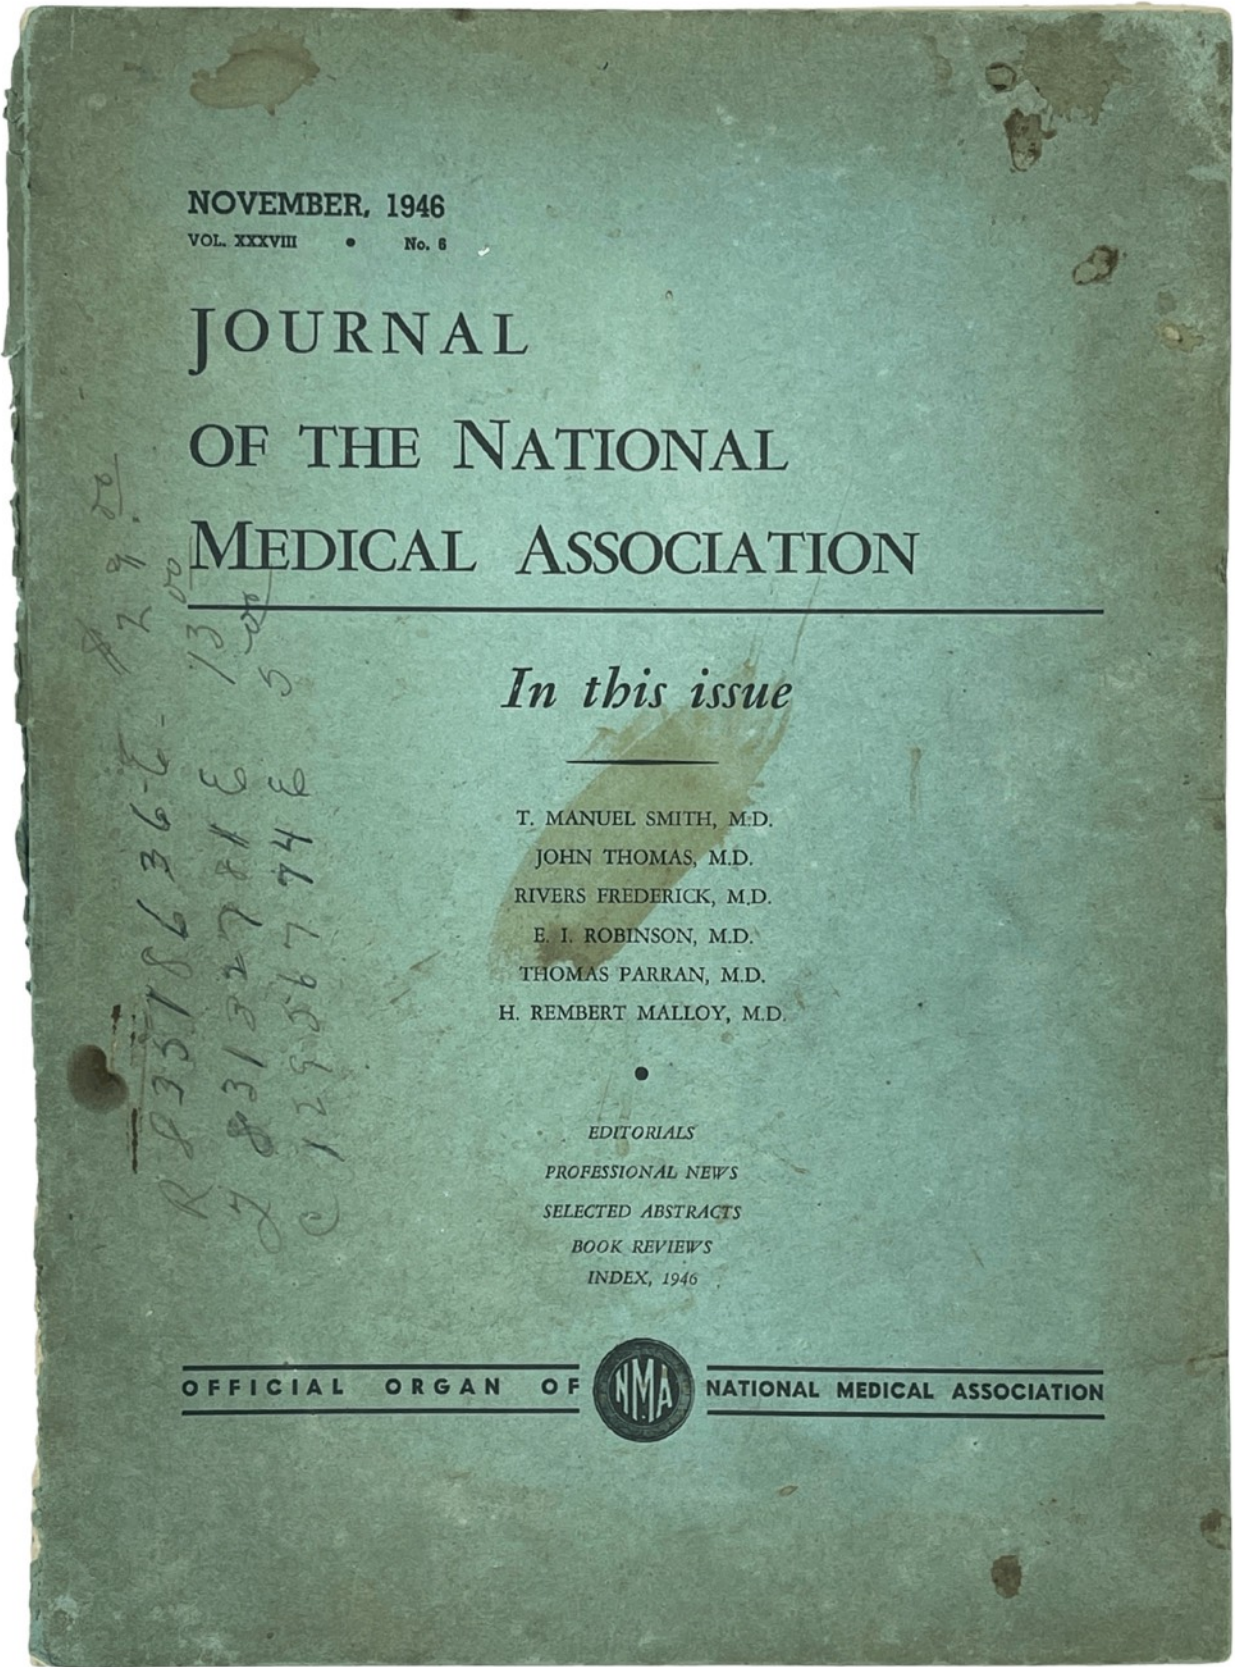 NOVEMBER, 1946
VOL. XXXVIII • No. 6
JOURNAL
OF THE NATIONAL
MEDICAL ASSOCIATION
In this issue
T. MANUEL SMITH, M.D.
JOHN THOMAS, M.D.
RIVERS FREDERICK, M.D.
E. I. ROBINSON, M.D.
THOMAS PARRAN, M.D.
H. REMBERT MALLOY, M.D.
•
EDITORIALS
PROFESSIONAL NEWS
SELECTED ABSTRACTS
BOOK REVIEWS
INDEX, 1946
OFFICIAL ORGAN OF NMA NATIONAL MEDICAL ASSOCIATION